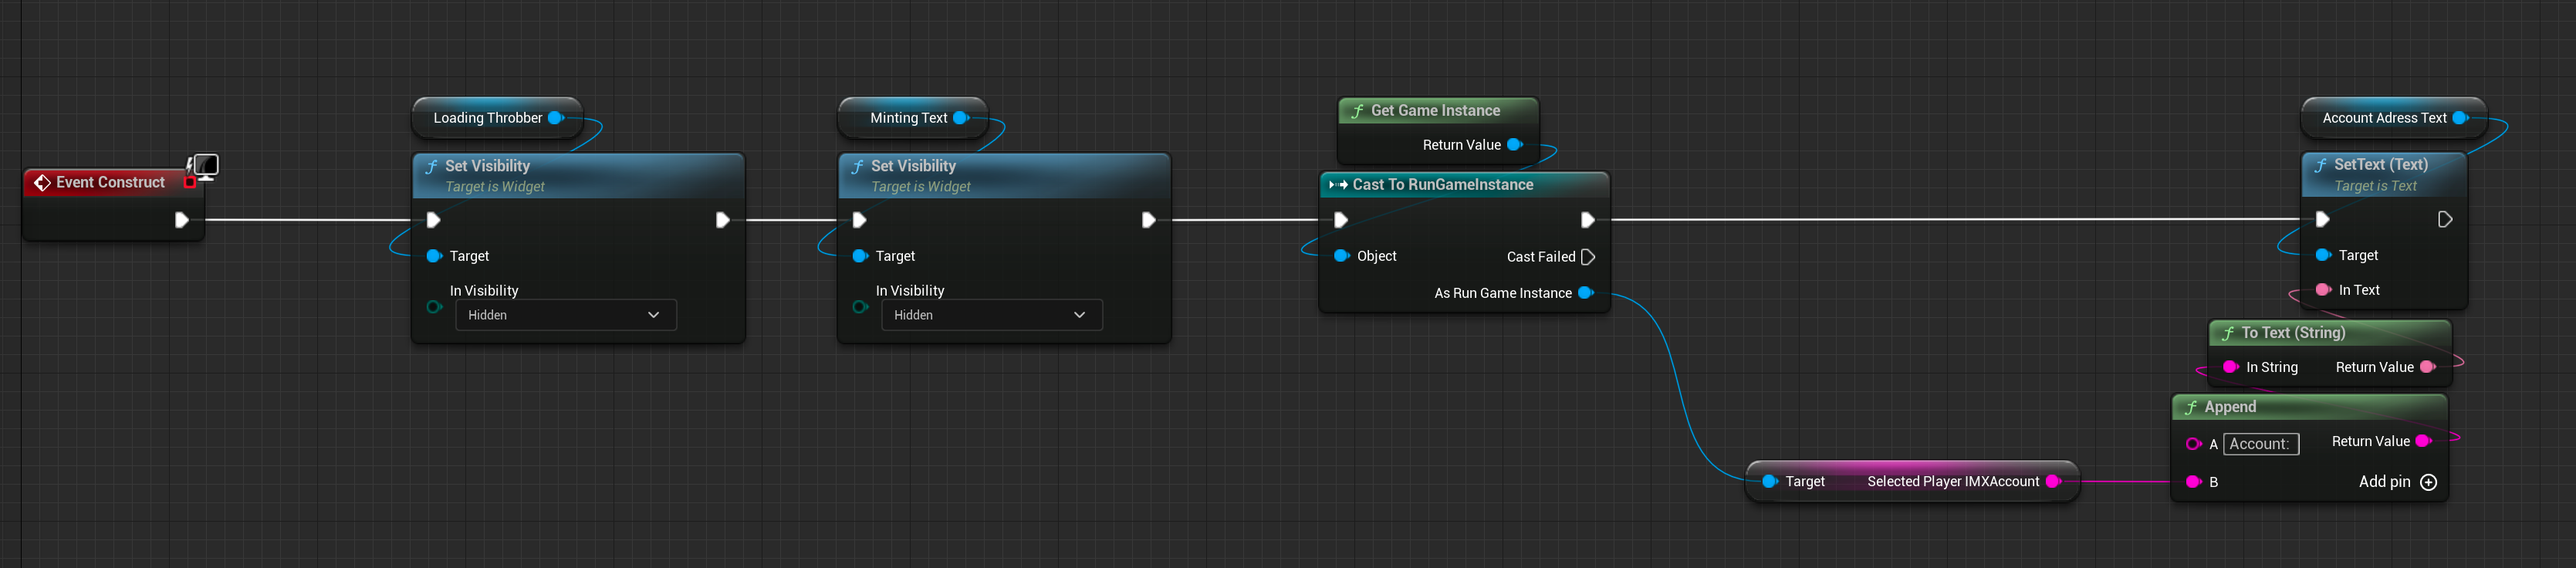 Event Construct
Loading Throbber
Set Visibility
Target is Widget
Target
In Visibility
Hidden
Minting Text
Set Visibility
Target is Widget
Target
In Visibility
Hidden
Get Game Instance
Return Value
Cast To RunGameInstance
Object
Cast Failed
As Run Game Instance
Target Selected Player IMXAccount
Account Adress Text
SetText (Text)
Target is Text
Target
In Text
To Text (String)
In String Return Value
Append
A Account: Return Value
B Add pin